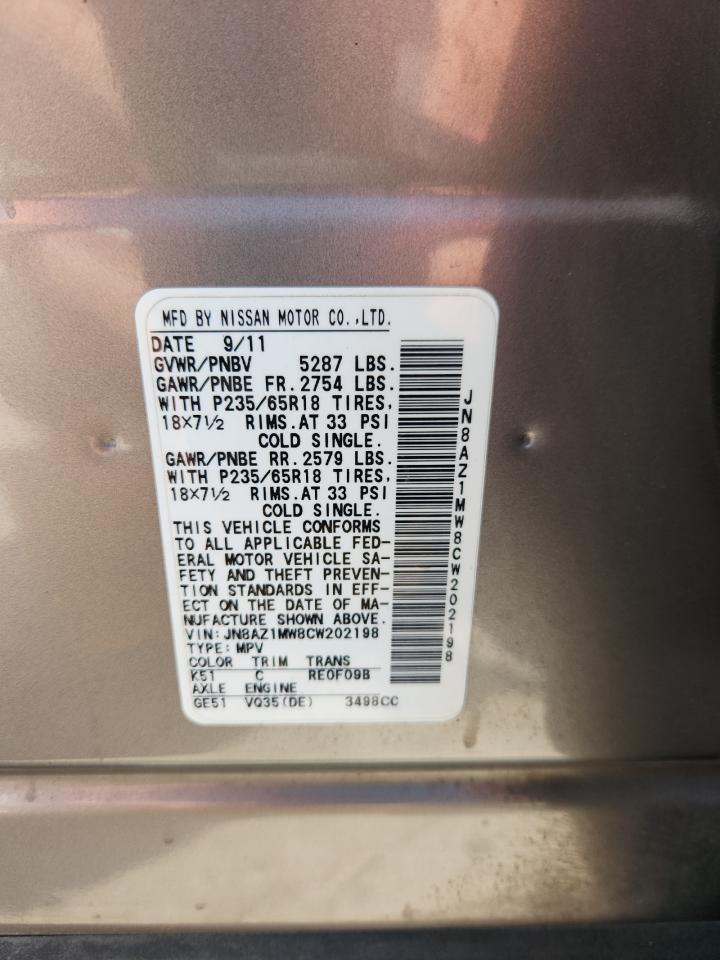 MFD BY NISSAN MOTOR CO.,LTD.
DATE 9/11
GVWR/PNBV 5287 LBS.
GAWR/PNBE FR.2754 LBS.
WITH P235/65R18 TIRES,
18×7½ RIMS.AT 33 PSI
COLD SINGLE.
GAWR/PNBE RR.2579 LBS.
WITH P235/65R18 TIRES,
18×7½ RIMS.AT 33 PSI
COLD SINGLE.
THIS VEHICLE CONFORMS
TO ALL APPLICABLE FED-
ERAL MOTOR VEHICLE SA-
FETY AND THEFT PREVEN-
TION STANDARDS IN EFF-
ECT ON THE DATE OF MA-
NUFACTURE SHOWN ABOVE.
VIN:JN8AZ1MW8CW202198
TYPE:MPV
COLOR TRIM TRANS
K51 C RE0F09B
AXLE ENGINE
GE51 VQ35(DE) 3498CC
JN8AZ1MW8CW202198